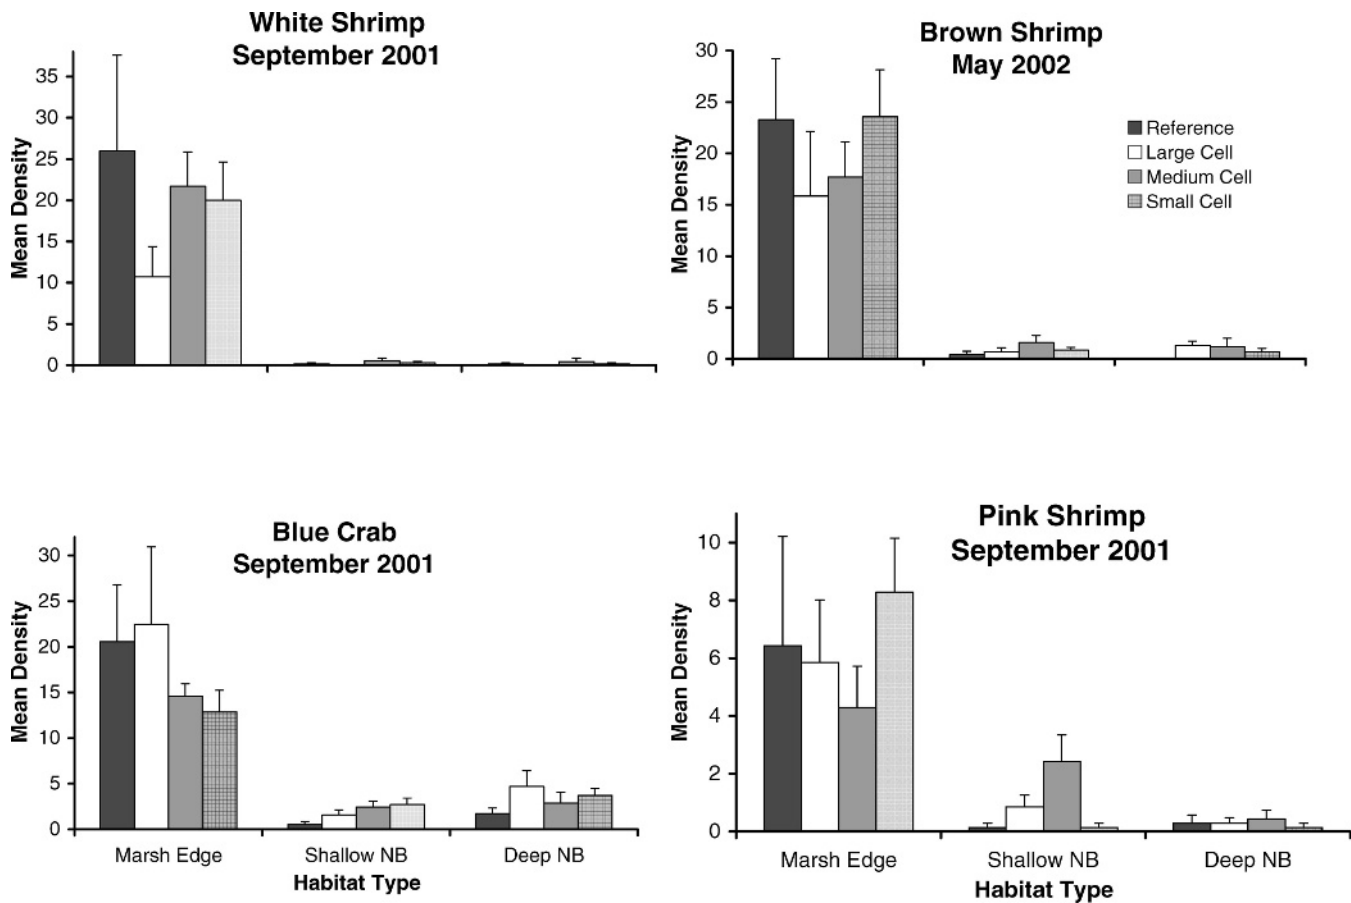 White Shrimp
September 2001
Mean Density
35
30
25
20
15
10
5
0
Brown Shrimp
May 2002
Mean Density
30
25
20
15
10
5
0
Reference
Large Cell
Medium Cell
Small Cell
Blue Crab
September 2001
Mean Density
30
25
20
15
10
5
0
Marsh Edge Shallow NB Deep NB
Habitat Type
Pink Shrimp
September 2001
Mean Density
10
8
6
4
2
0
Marsh Edge Shallow NB Deep NB
Habitat Type